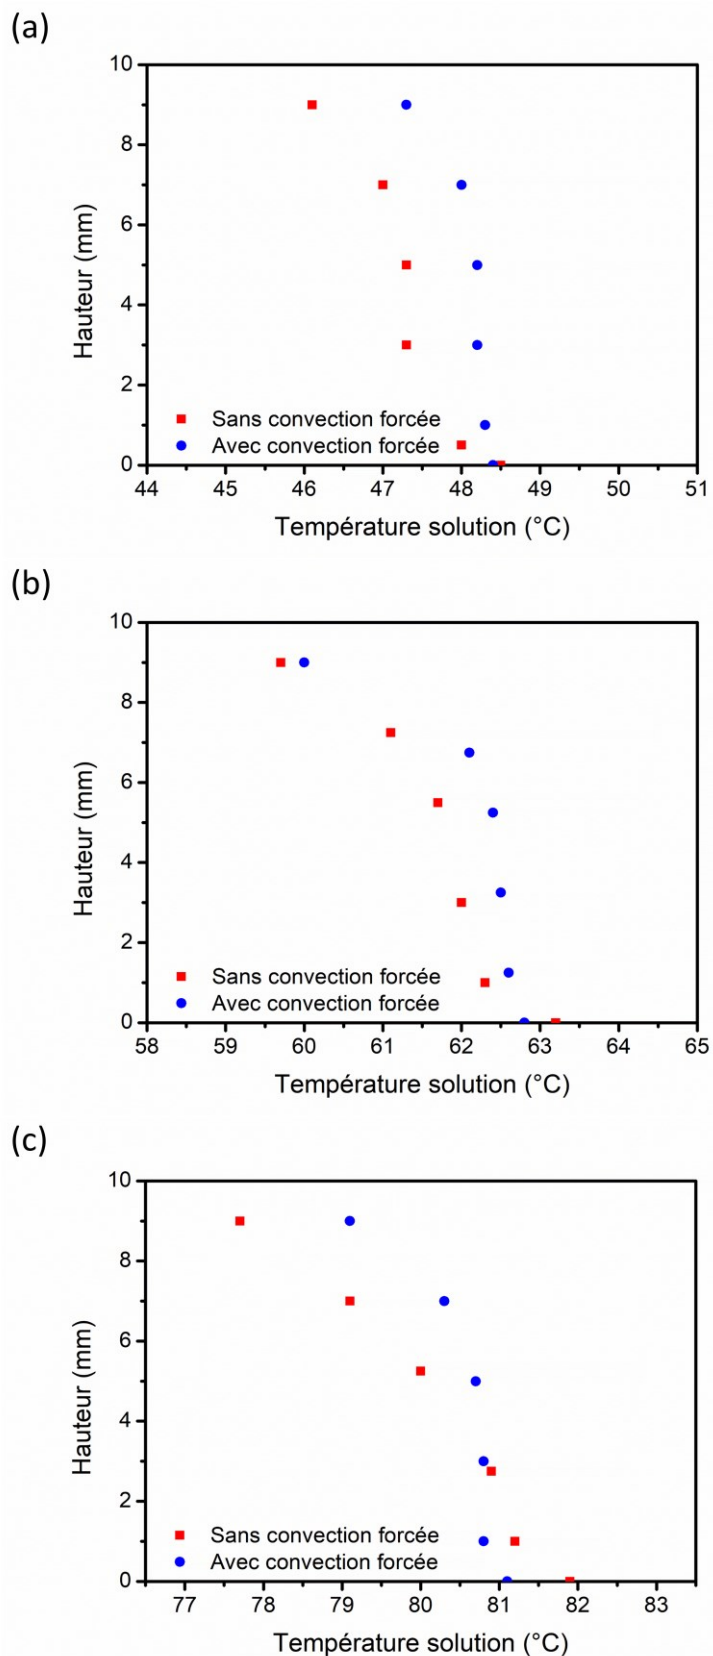 (a)
10
8
6
4
2
0
Hauteur (mm)
Sans convection forcée
Avec convection forcée
44 45 46 47 48 49 50 51
Température solution (°C)
(b)
10
8
6
4
2
0
Hauteur (mm)
Sans convection forcée
Avec convection forcée
58 59 60 61 62 63 64 65
Température solution (°C)
(c)
10
8
6
4
2
0
Hauteur (mm)
Sans convection forcée
Avec convection forcée
77 78 79 80 81 82 83
Température solution (°C)